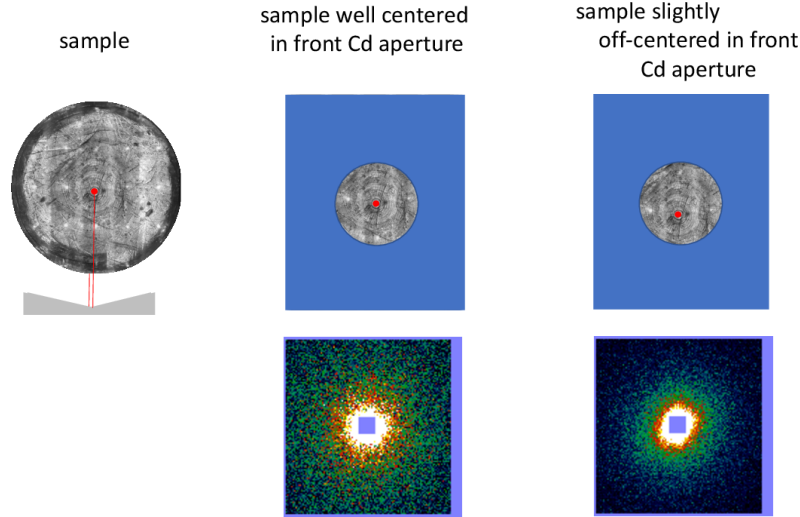 sample
sample well centered
in front Cd aperture
sample slightly
off-centered in front
Cd aperture